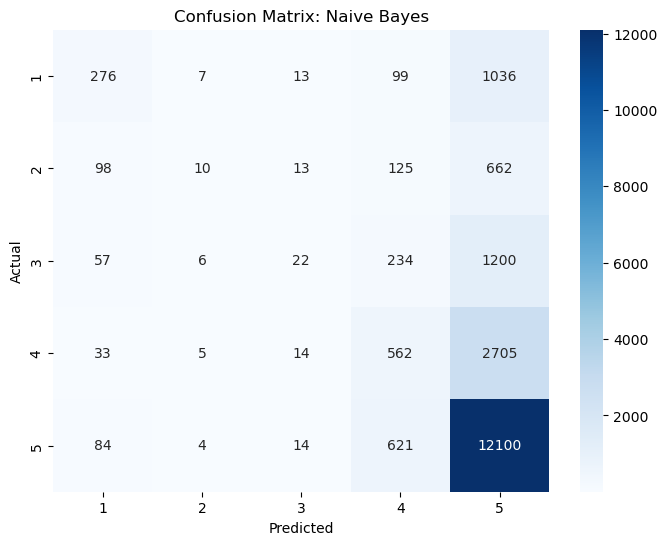 Confusion Matrix: Naive Bayes
12000
10000
8000
6000
4000
2000
Actual
1 276 7 13 99 1036
2 98 10 13 125 662
3 57 6 22 234 1200
4 33 5 14 562 2705
5 84 4 14 621 12100
1 2 3 4 5
Predicted